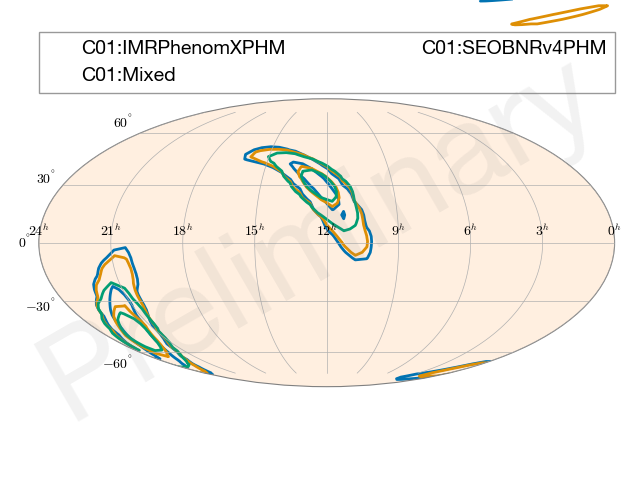 C01:IMRPhenomXPHM C01:SEOBNRv4PHM
C01:Mixed
60°
30°
0°
24h 21h 18h 15h 12h 9h 6h 3h 0h
−30°
−60°
Preliminary